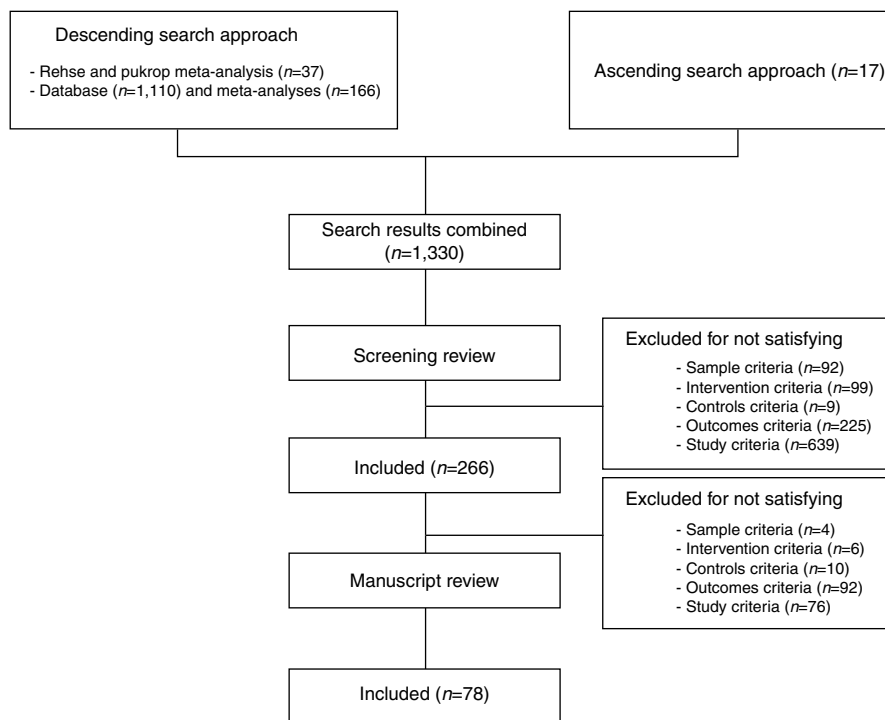 Descending search approach
- Rehse and pukrop meta-analysis (n=37)
- Database (n=1,110) and meta-analyses (n=166)
Ascending search approach (n=17)
Search results combined
(n=1,330)
Screening review
Excluded for not satisfying
- Sample criteria (n=92)
- Intervention criteria (n=99)
- Controls criteria (n=9)
- Outcomes criteria (n=225)
- Study criteria (n=639)
Included (n=266)
Excluded for not satisfying
- Sample criteria (n=4)
- Intervention criteria (n=6)
- Controls criteria (n=10)
- Outcomes criteria (n=92)
- Study criteria (n=76)
Manuscript review
Included (n=78)